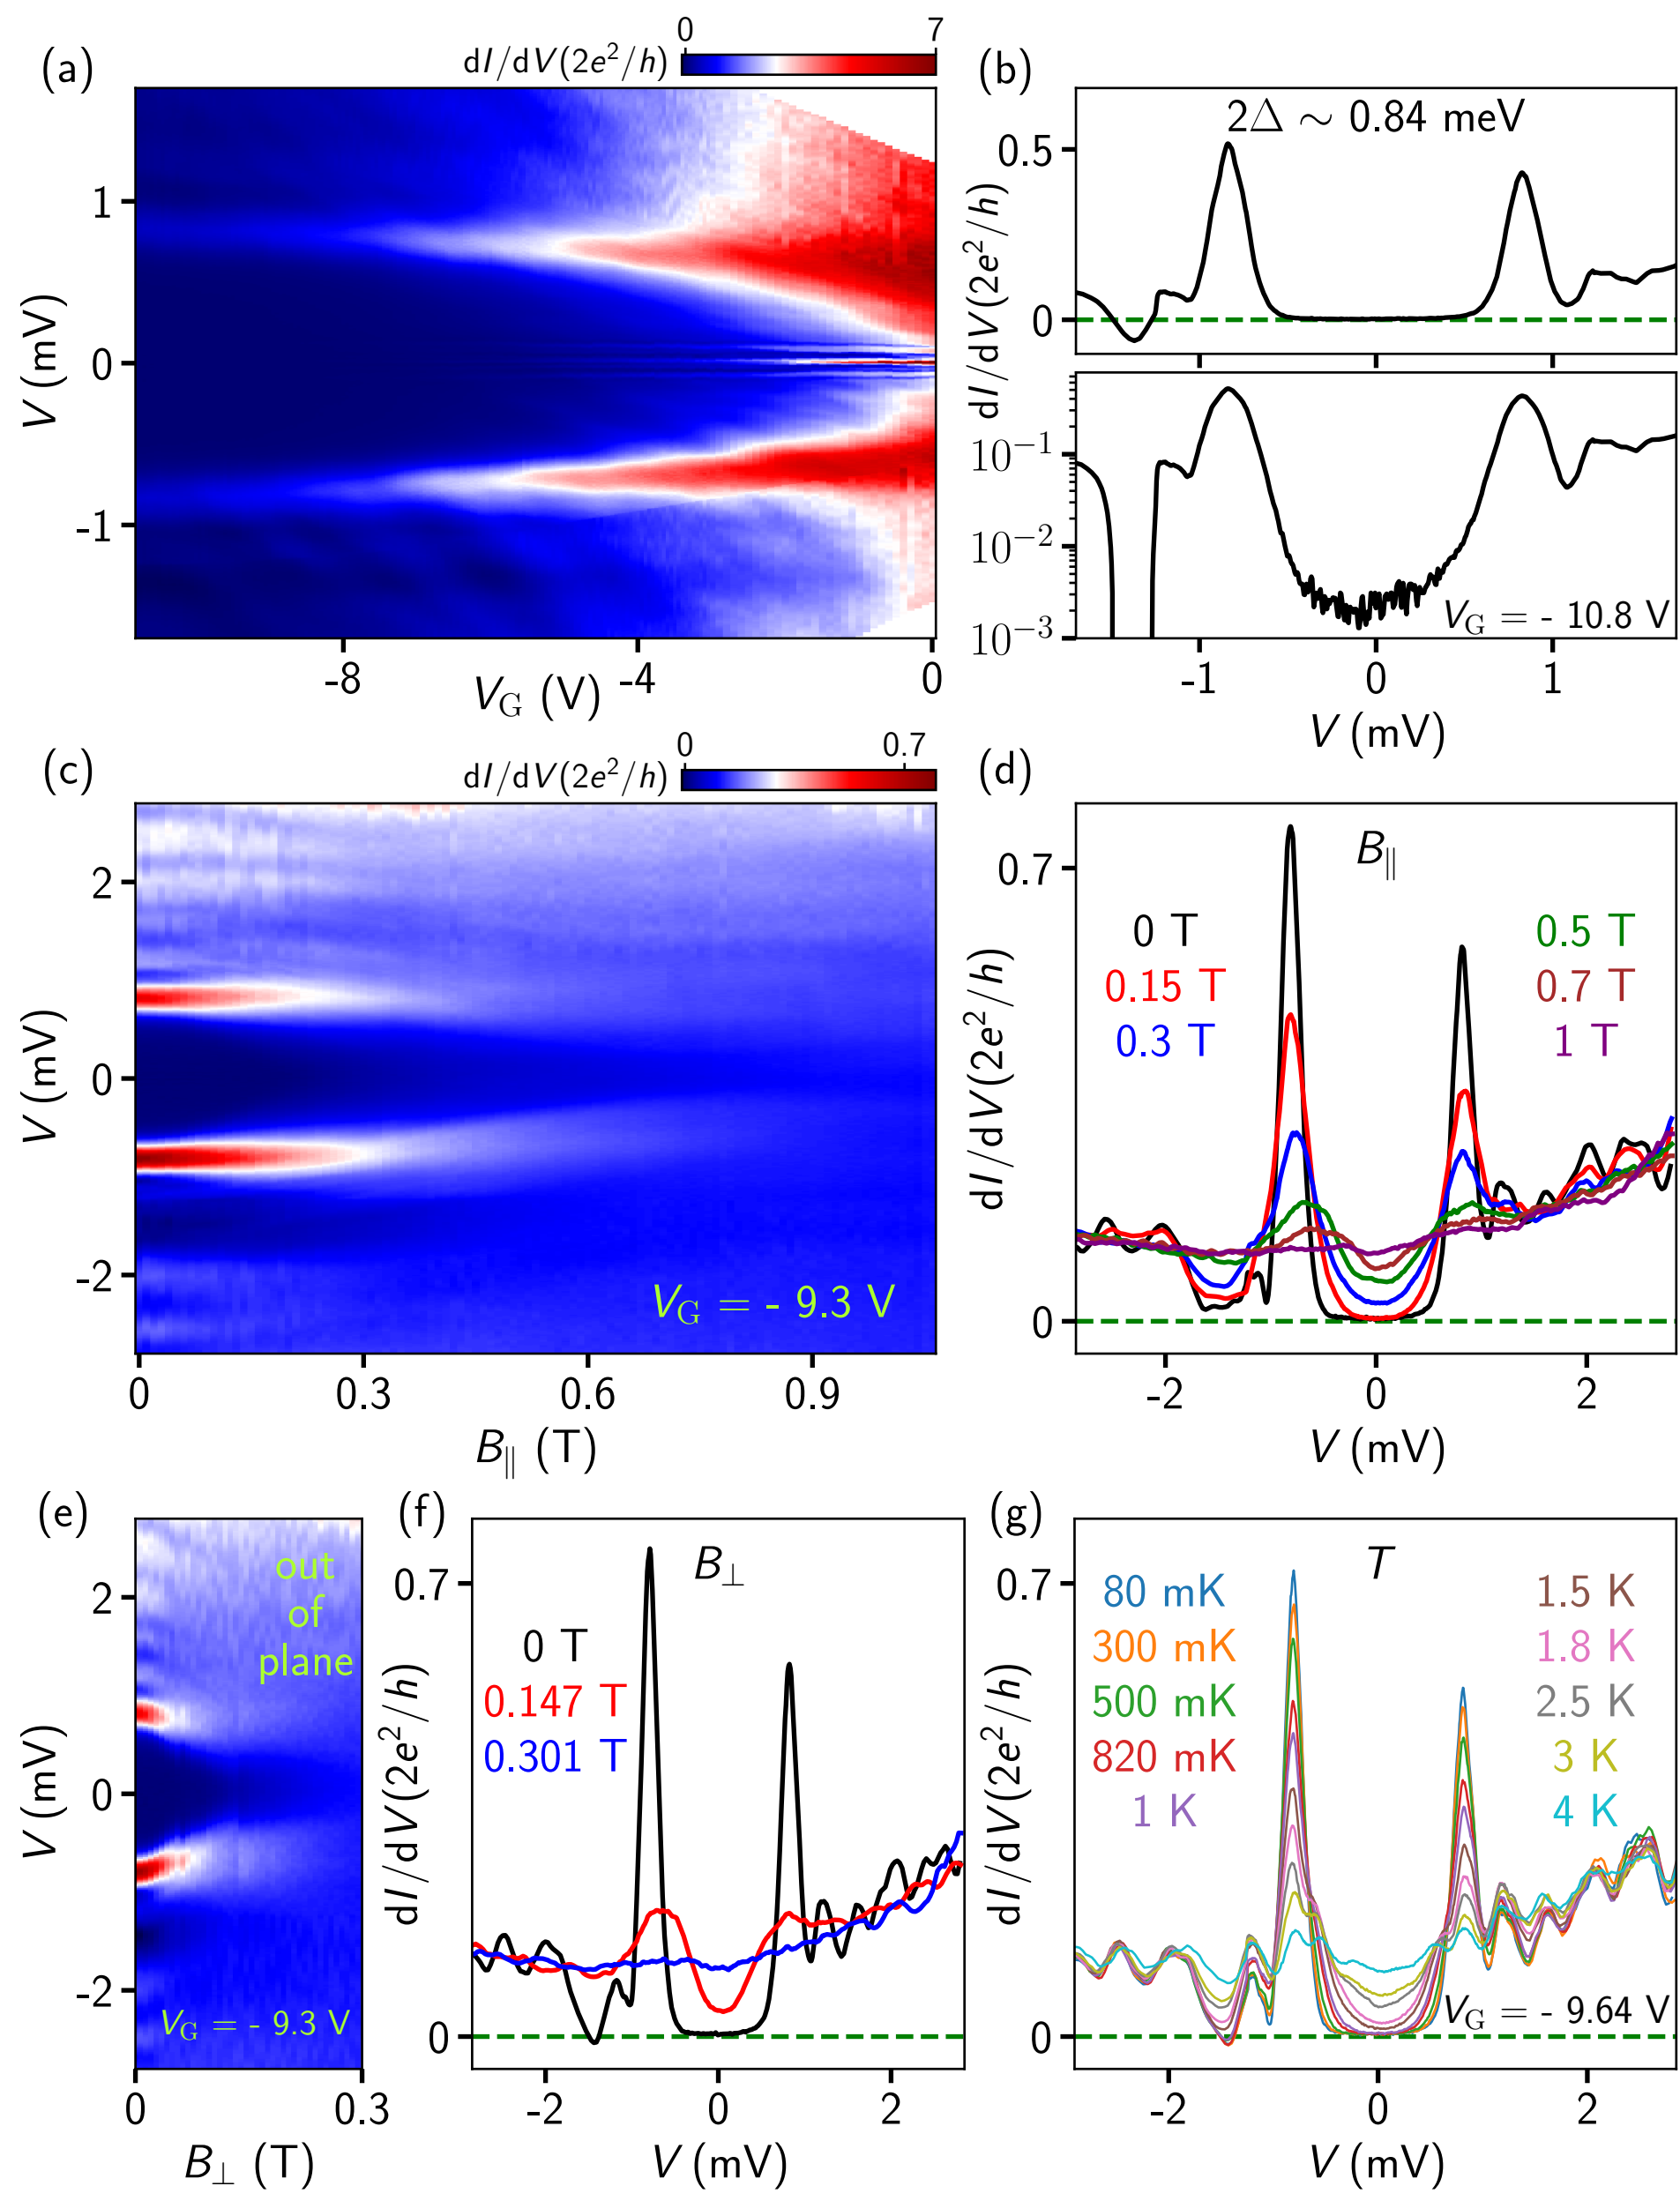 (a)
dI/dV(2e²/h)
0 7
1
0
-1
V (mV)
-8 -4 0
V_G (V)
(b)
2Δ ∼ 0.84 meV
0.5
0
dI/dV(2e²/h)
10⁻¹
10⁻²
10⁻³
V_G = - 10.8 V
-1 0 1
V (mV)
(c)
dI/dV(2e²/h)
0 0.7
2
0
-2
V (mV)
V_G = - 9.3 V
0 0.3 0.6 0.9
B_∥ (T)
(d)
B_∥
0.7
0
dI/dV(2e²/h)
0 T
0.15 T
0.3 T
0.5 T
0.7 T
1 T
-2 0 2
V (mV)
(e)
out
of
plane
2
0
-2
V (mV)
V_G = - 9.3 V
0 0.3
B_⊥ (T)
(f)
B_⊥
0.7
0
dI/dV(2e²/h)
0 T
0.147 T
0.301 T
-2 0 2
V (mV)
(g)
T
0.7
0
dI/dV(2e²/h)
80 mK
300 mK
500 mK
820 mK
1 K
1.5 K
1.8 K
2.5 K
3 K
4 K
V_G = - 9.64 V
-2 0 2
V (mV)